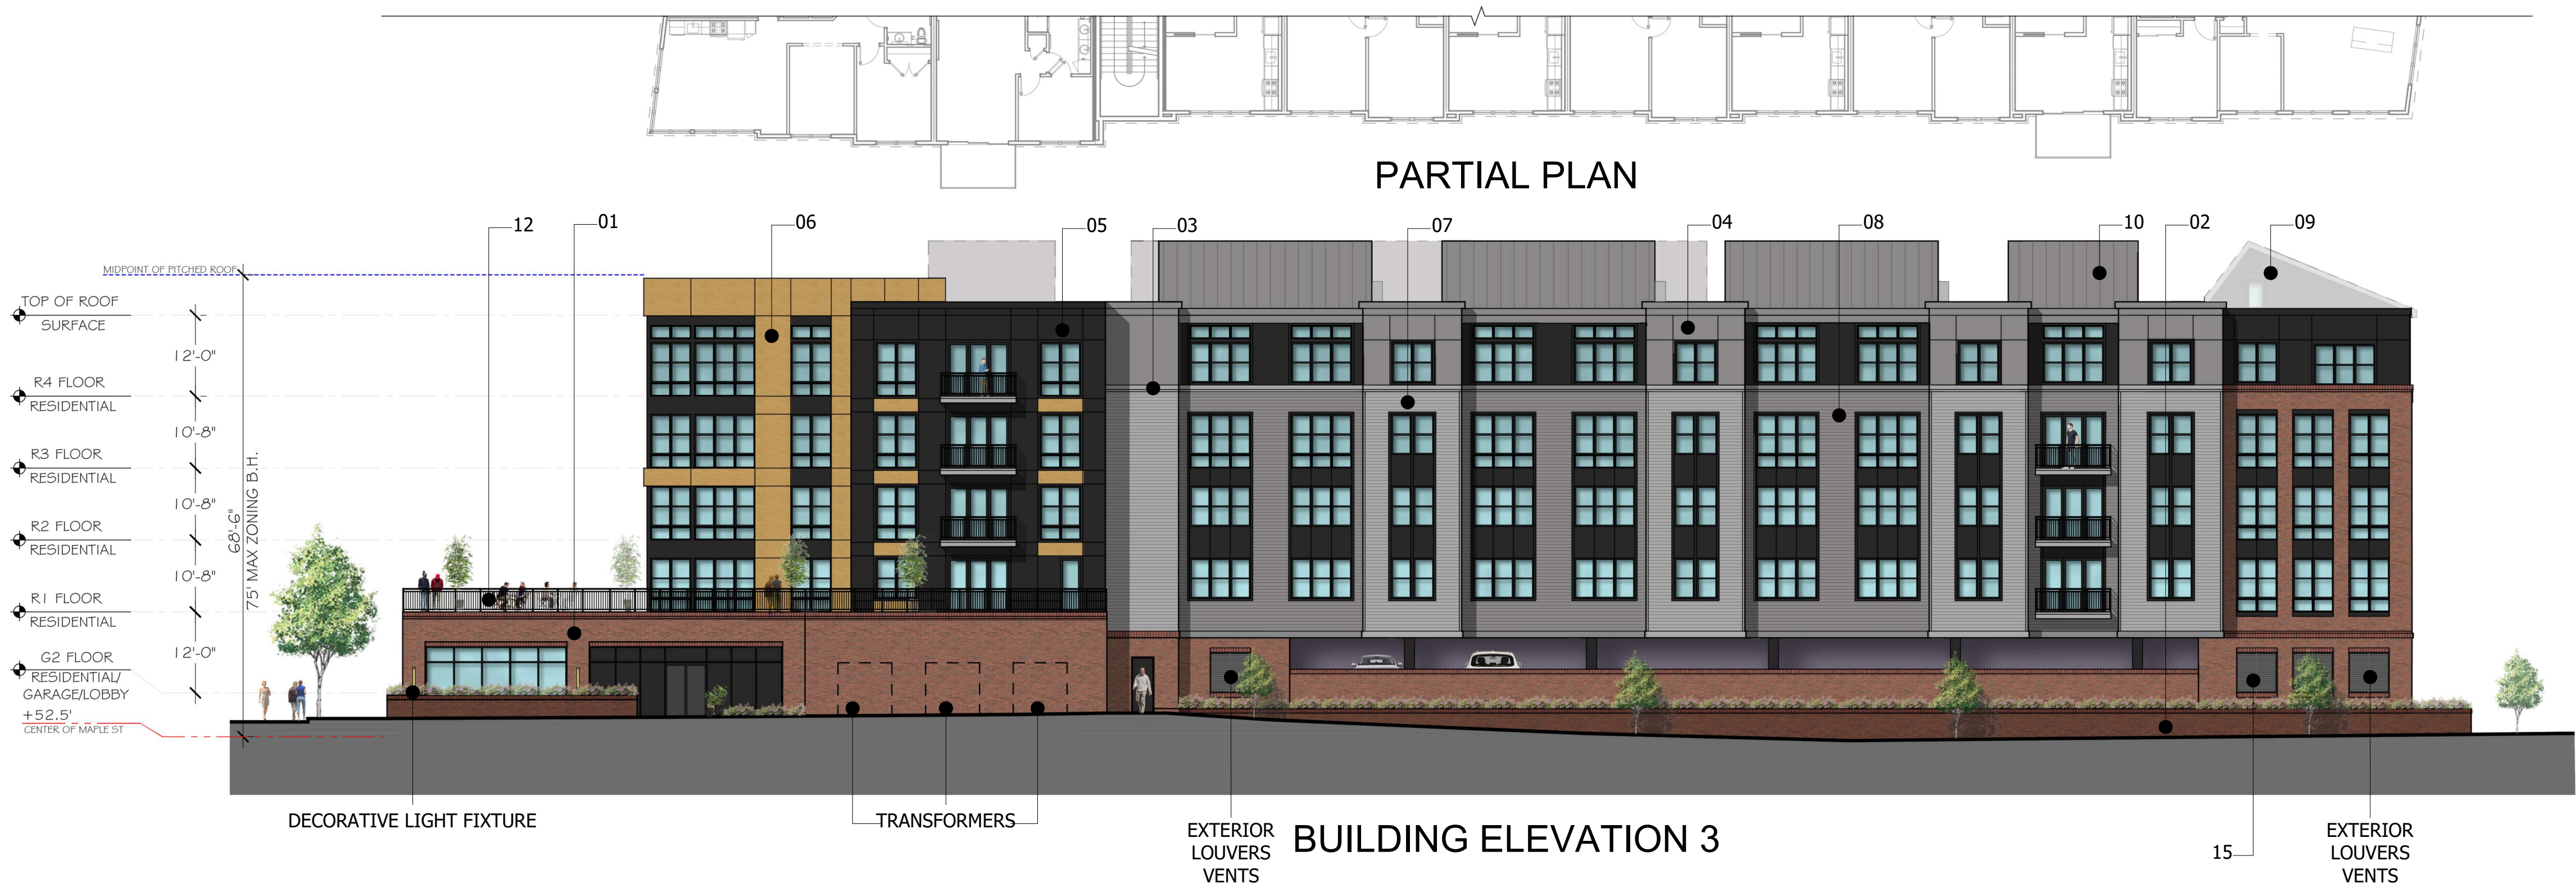 PARTIAL PLAN
12
01
06
05
03
07
04
08
10
02
09
MIDPOINT OF PITCHED ROOF
TOP OF ROOF
SURFACE
12'-0"
R4 FLOOR
RESIDENTIAL
10'-8"
R3 FLOOR
RESIDENTIAL
10'-8"
R2 FLOOR
RESIDENTIAL
10'-8"
R1 FLOOR
RESIDENTIAL
12'-0"
G2 FLOOR
RESIDENTIAL/
GARAGE/LOBBY
+52.5'
CENTER OF MAPLE ST
68'-6"
75' MAX ZONING B.H.
DECORATIVE LIGHT FIXTURE
TRANSFORMERS
EXTERIOR
LOUVERS
VENTS
BUILDING ELEVATION 3
15
EXTERIOR
LOUVERS
VENTS